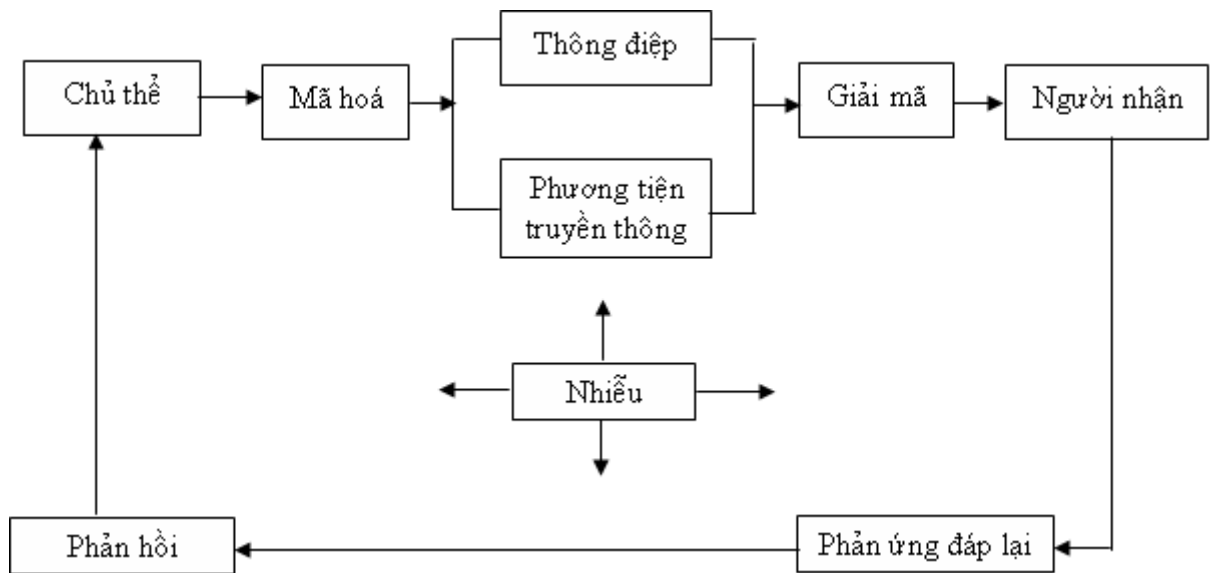 Thông điệp
Chủ thể
Mã hoá
Giải mã
Người nhận
Phương tiện
truyền thông
Nhiễu
Phản hồi
Phản ứng đáp lại